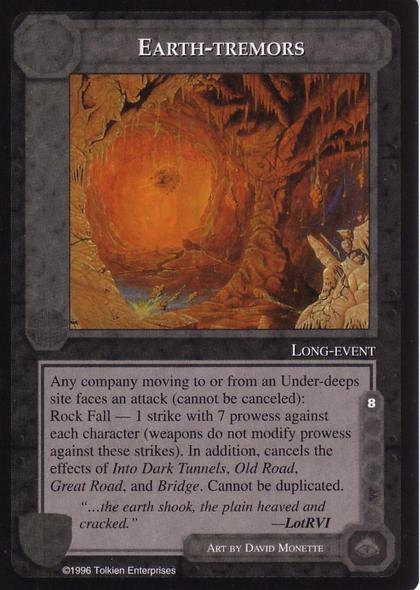 EARTH-TREMORS
LONG-EVENT
Any company moving to or from an Under-deeps
site faces an attack (cannot be canceled):
Rock Fall — 1 strike with 7 prowess against
each character (weapons do not modify prowess
against these strikes). In addition, cancels the
effects of Into Dark Tunnels, Old Road,
Great Road, and Bridge. Cannot be duplicated.
8
"…the earth shook, the plain heaved and
cracked." —LotRVI
ART BY DAVID MONETTE
©1996 Tolkien Enterprises